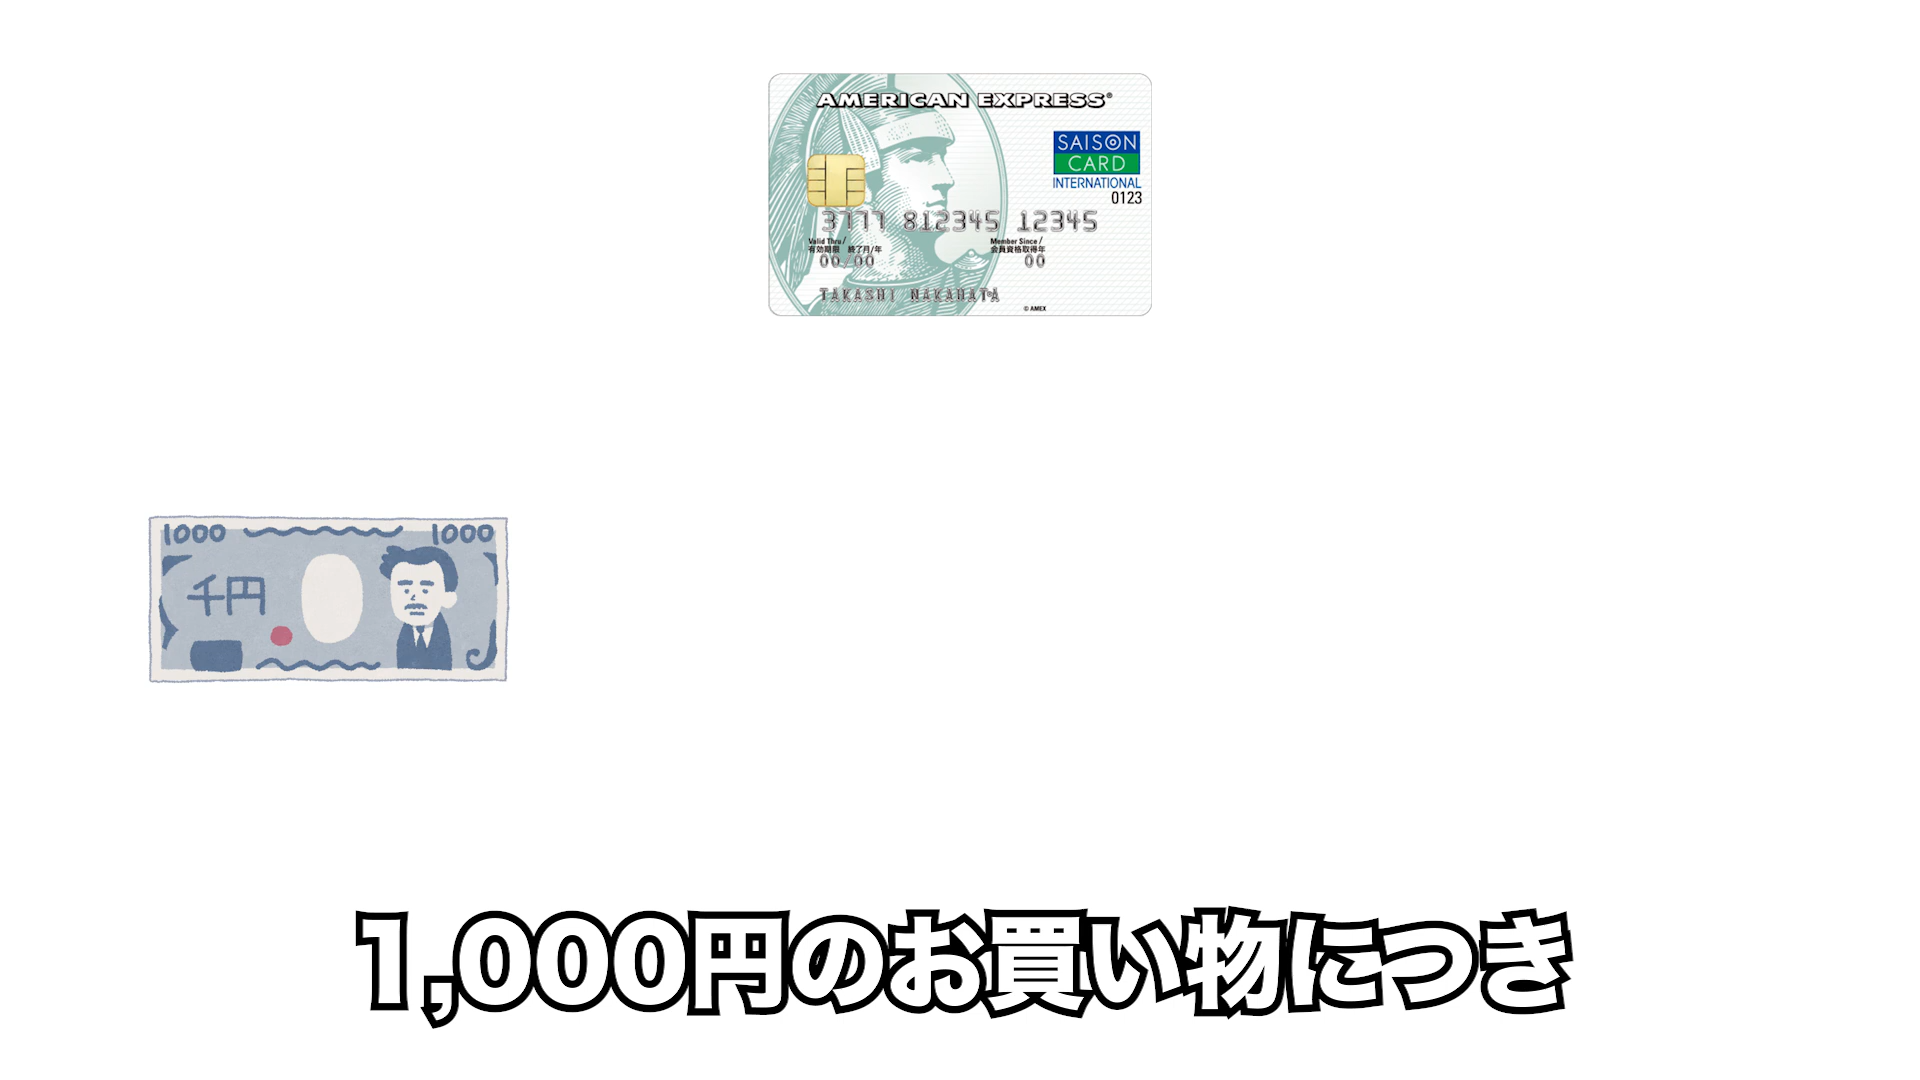 AMERICAN EXPRESS®
SAISON
CARD
INTERNATIONAL
0123
3777 812345 12345
Valid Thru/
有効期限 終了月/年
Member Since/
会員資格取得年
00/00
00
TAKASHI NAKAHATA
© AMEX
1000
1000
千円
1,000円のお買い物につき